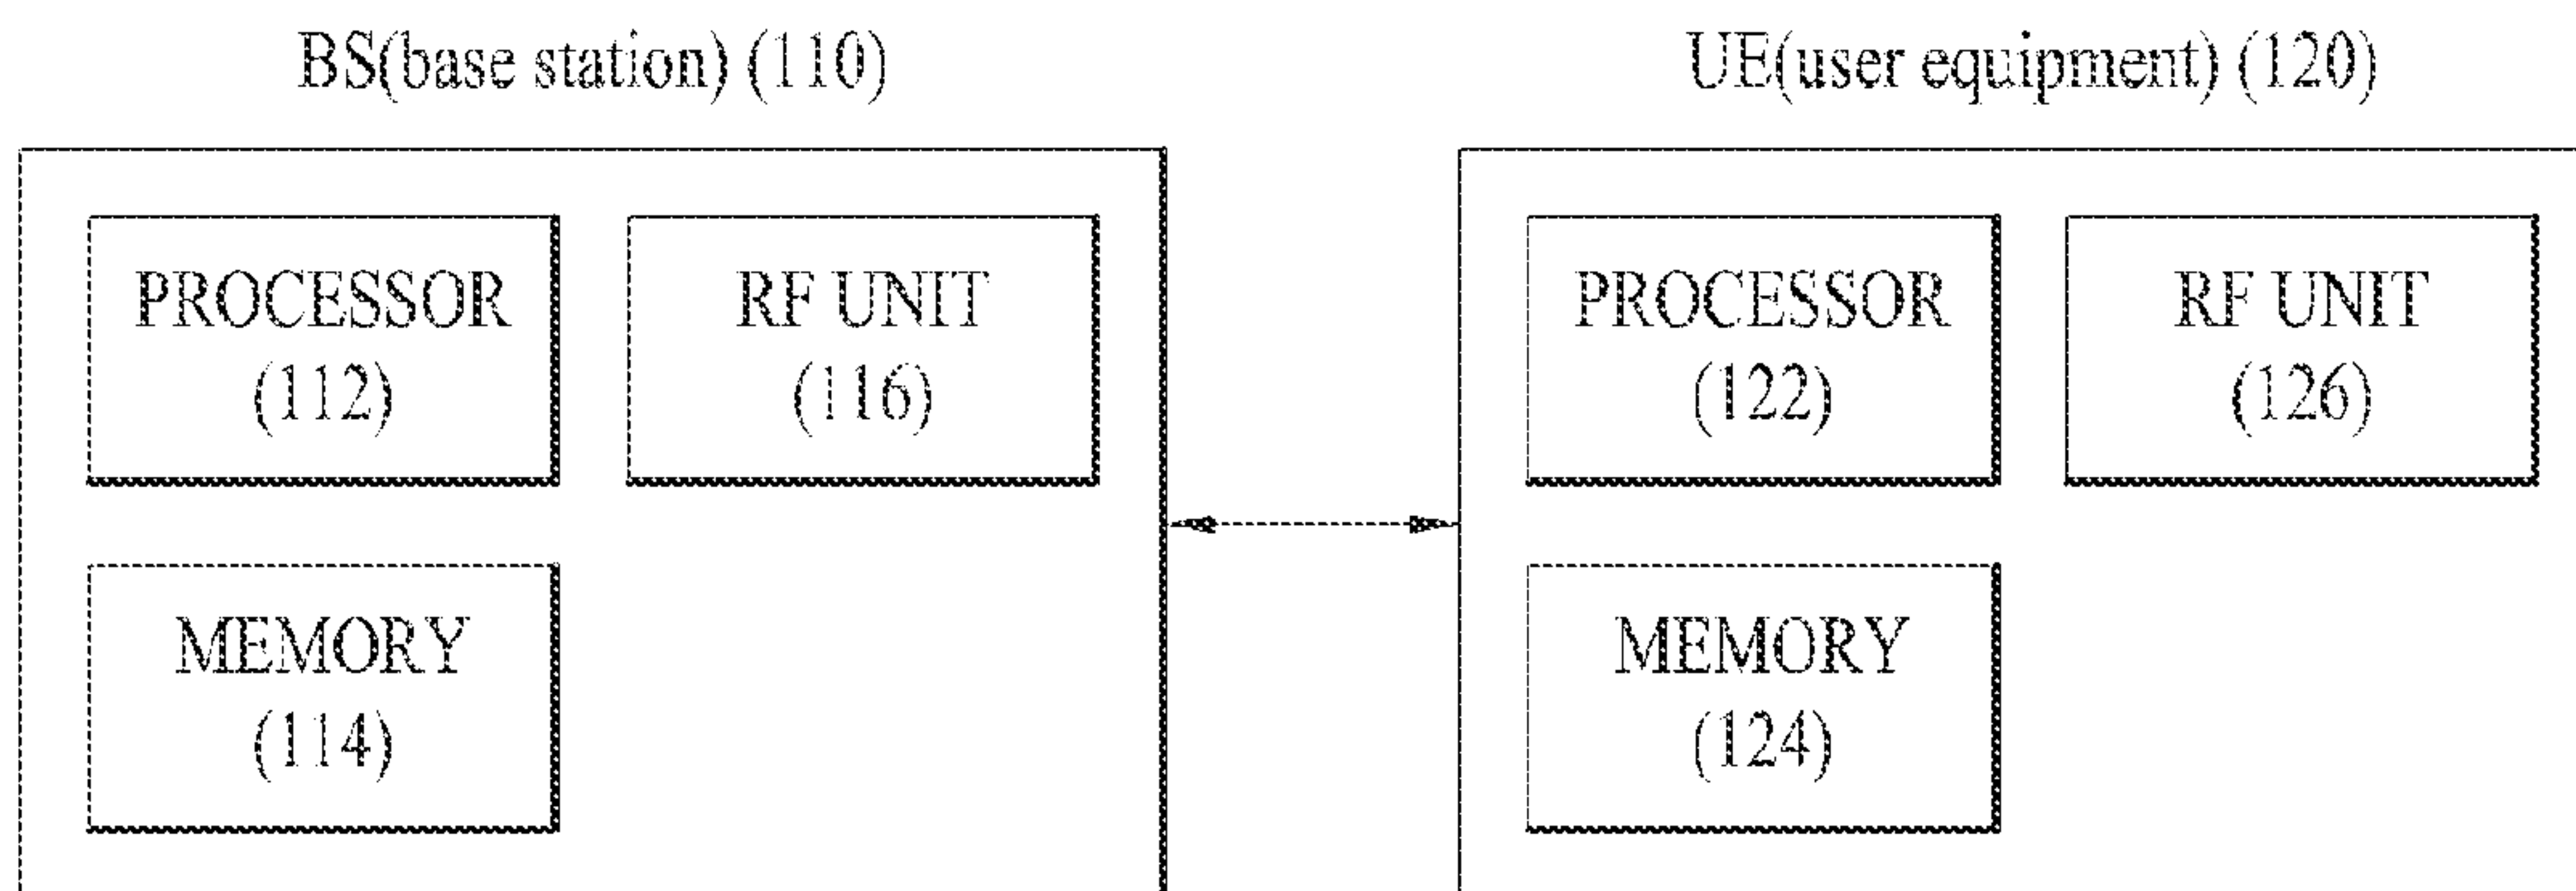 BS(base station) (110)
UE(user equipment) (120)
PROCESSOR
(112)
RF UNIT
(116)
MEMORY
(114)
PROCESSOR
(122)
RF UNIT
(126)
MEMORY
(124)